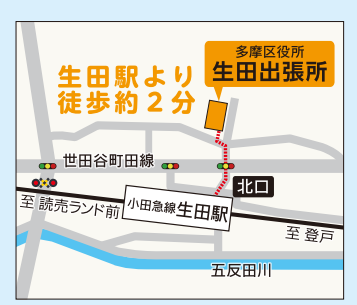 多摩区役所
生田出張所
生田駅より
徒歩約2分
世田谷町田線
北口
至 読売ランド前
小田急線 生田駅
至 登戸
五反田川